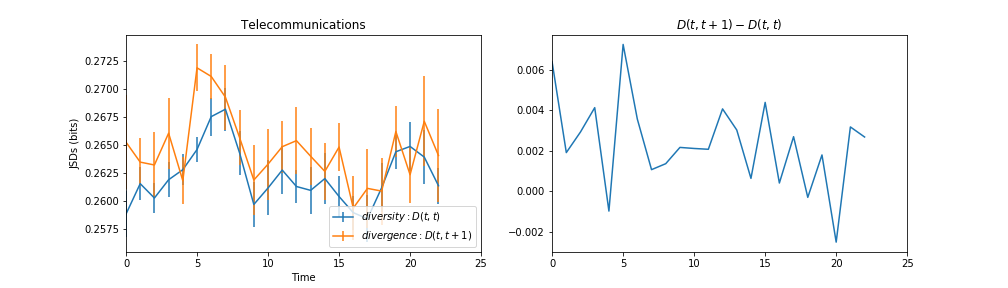 Telecommunications
JSDs (bits)
0.2725
0.2700
0.2675
0.2650
0.2625
0.2600
0.2575
0 5 10 15 20 25
Time
diversity : D(t, t)
divergence : D(t, t + 1)
D(t, t + 1) − D(t, t)
0.006
0.004
0.002
0.000
−0.002
0 5 10 15 20 25